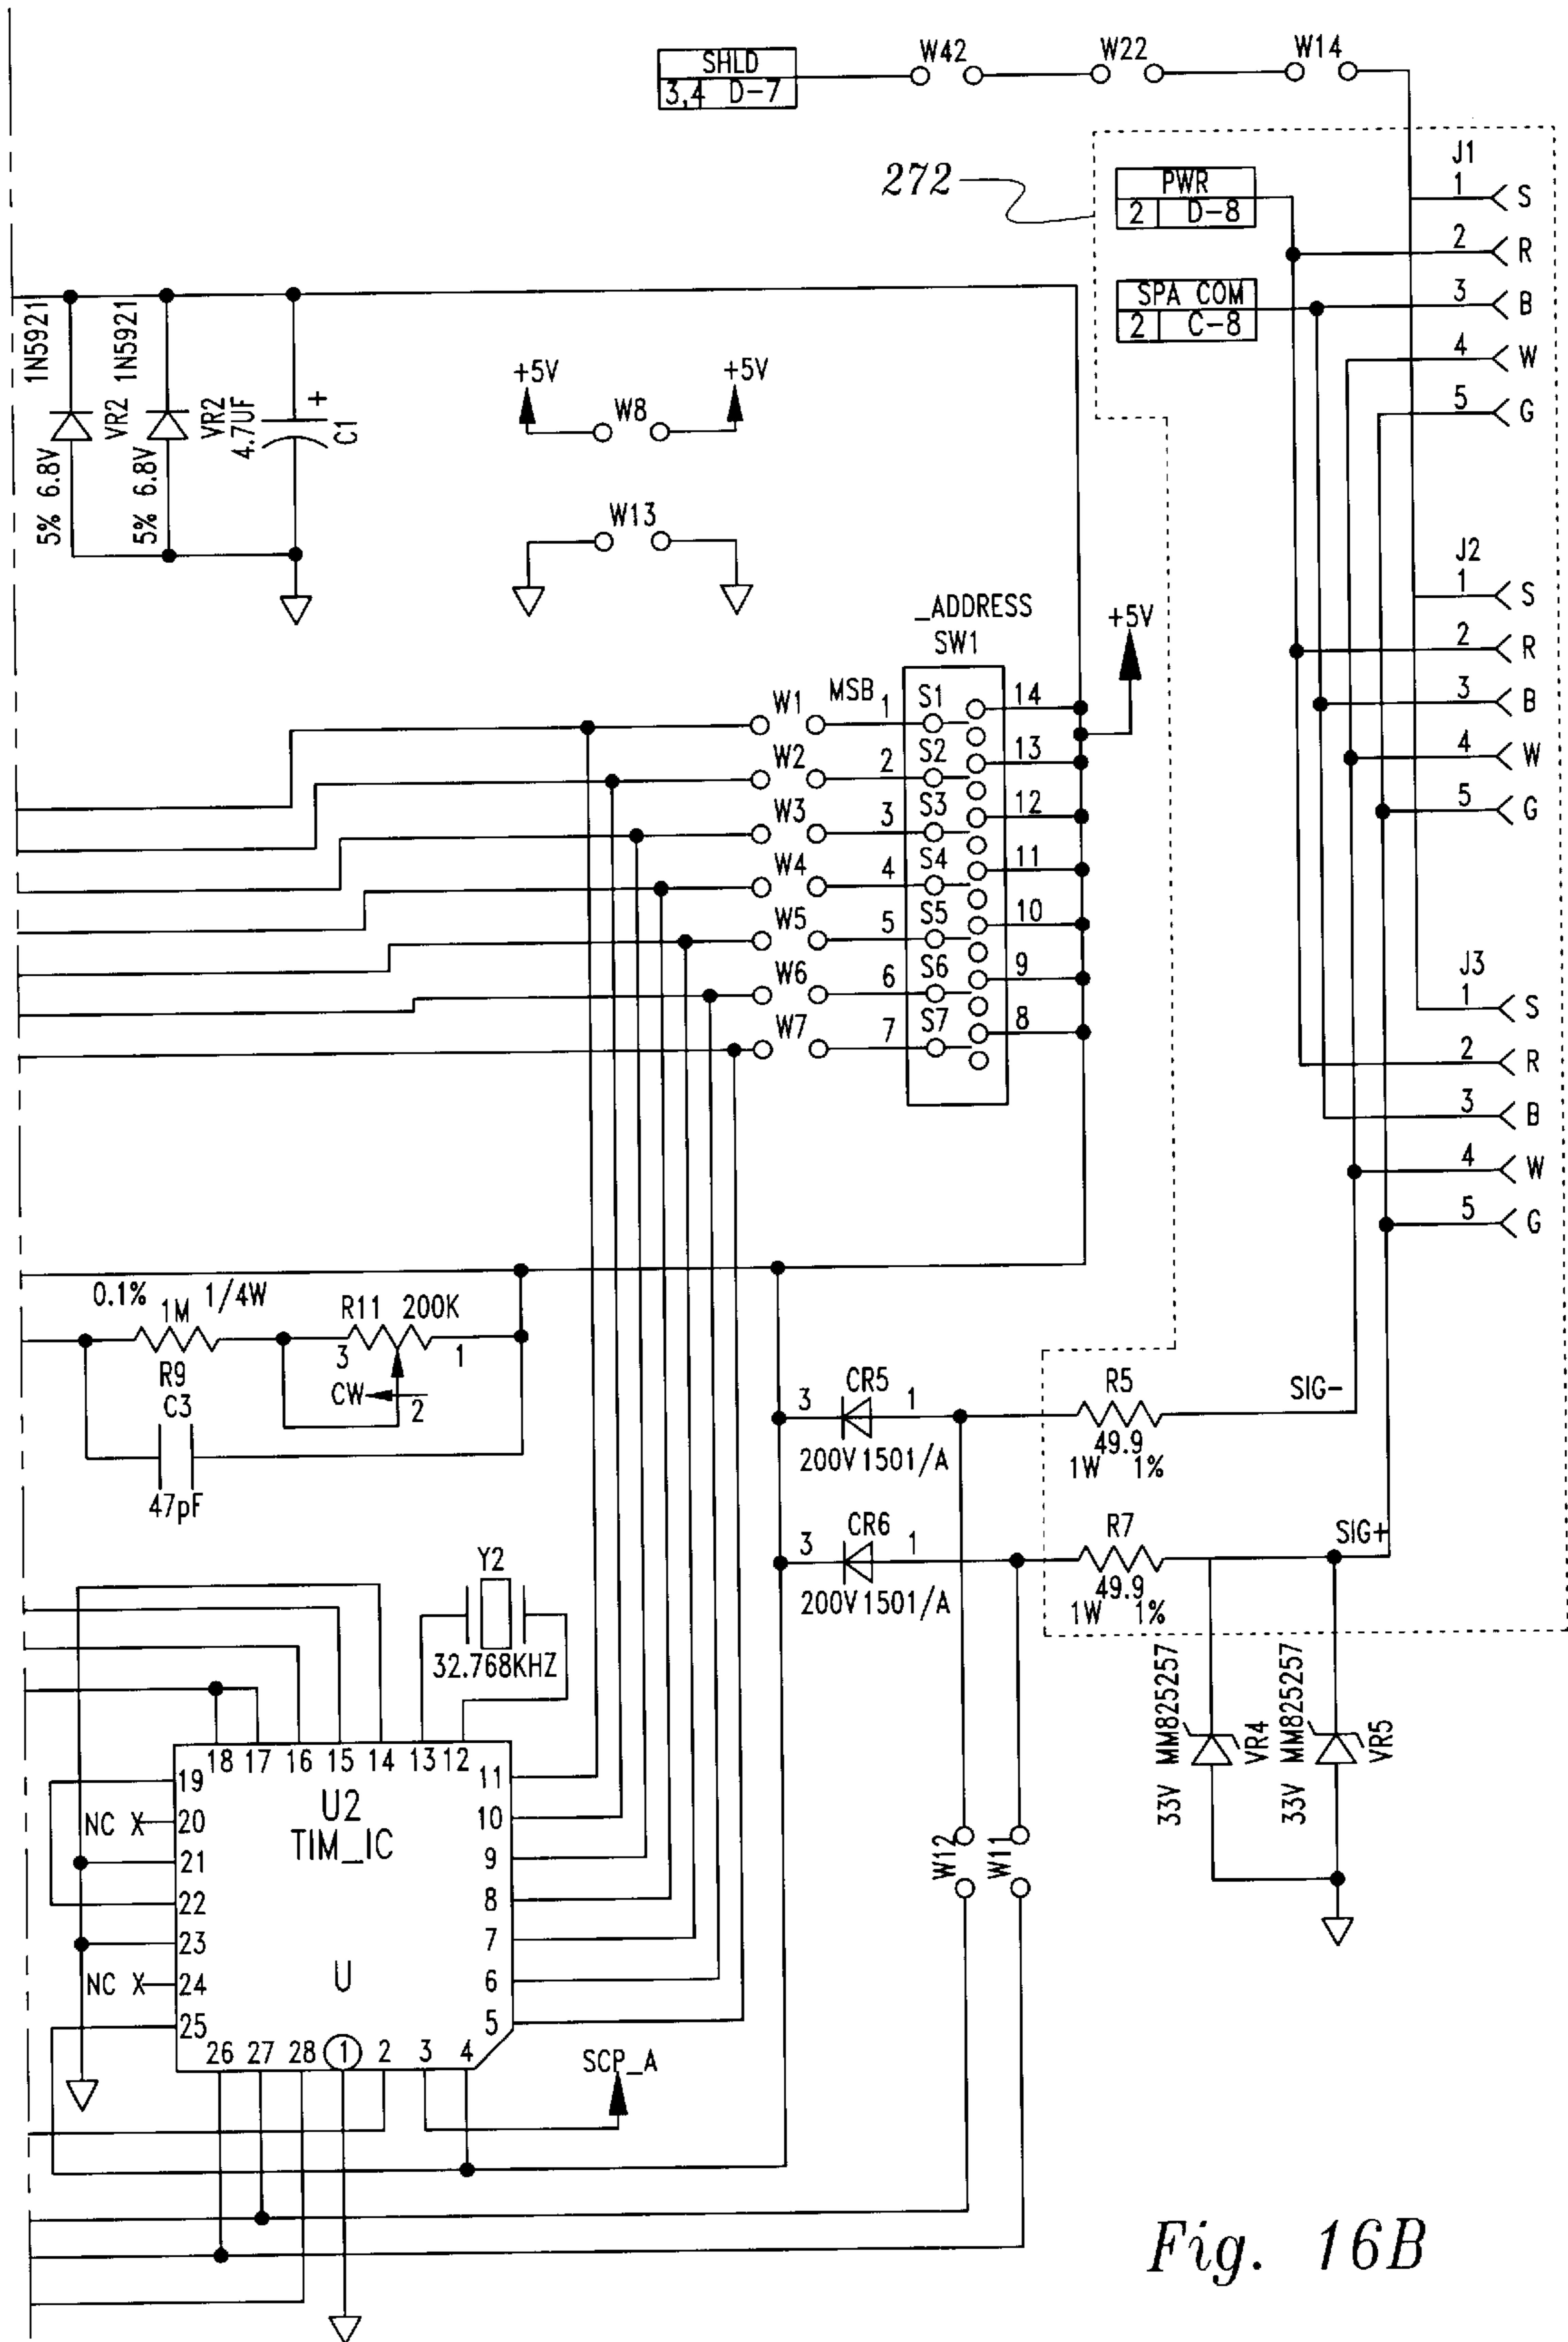 SHLD
3,4 D-7
W42
W22
W14
272
PWR
2 D-8
SPA COM
2 C-8
J1
1 S
2 R
3 B
4 W
5 G
1N5921
VR2
5% 6.8V
1N5921
VR2
5% 6.8V
4.7UF
+
C1
+5V
W8
+5V
W13
J2
1 S
2 R
3 B
4 W
5 G
_ADDRESS
SW1
+5V
MSB
W1 1 S1 14
W2 2 S2 13
W3 3 S3 12
W4 4 S4 11
W5 5 S5 10
W6 6 S6 9
W7 7 S7 8
J3
1 S
2 R
3 B
4 W
5 G
0.1% 1M 1/4W
R9
R11 200K
3 1
CW 2
C3
47pF
3 CR5 1
200V 1501/A
R5
49.9
1W 1%
SIG-
3 CR6 1
200V 1501/A
R7
49.9
1W 1%
SIG+
Y2
32.768KHZ
33V MM825257
VR4
33V MM825257
VR5
18 17 16 15 14 13 12
19
NC X 20
21
22
23
NC X 24
25
U2
TIM_IC
U
11
10
9
8
7
6
5
26 27 28 1 2 3 4
SCP_A
W12
W11
Fig. 16B